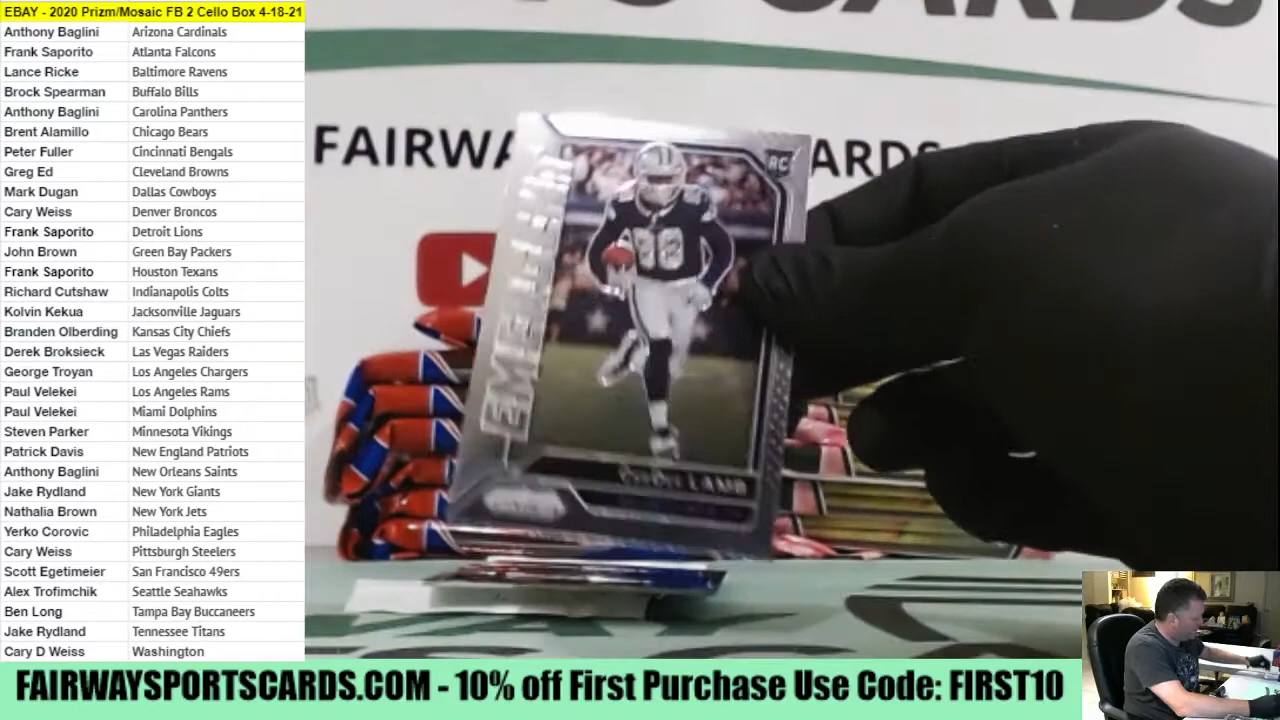 EBAY - 2020 Prizm/Mosaic FB 2 Cello Box 4-18-21
Anthony Baglini Arizona Cardinals
Frank Saporito Atlanta Falcons
Lance Ricke Baltimore Ravens
Brock Spearman Buffalo Bills
Anthony Baglini Carolina Panthers
Brent Alamillo Chicago Bears
Peter Fuller Cincinnati Bengals
Greg Ed Cleveland Browns
Mark Dugan Dallas Cowboys
Cary Weiss Denver Broncos
Frank Saporito Detroit Lions
John Brown Green Bay Packers
Frank Saporito Houston Texans
Richard Cutshaw Indianapolis Colts
Kolvin Kekua Jacksonville Jaguars
Branden Olberding Kansas City Chiefs
Derek Broksieck Las Vegas Raiders
George Troyan Los Angeles Chargers
Paul Velekei Los Angeles Rams
Paul Velekei Miami Dolphins
Steven Parker Minnesota Vikings
Patrick Davis New England Patriots
Anthony Baglini New Orleans Saints
Jake Rydland New York Giants
Nathalia Brown New York Jets
Yerko Corovic Philadelphia Eagles
Cary Weiss Pittsburgh Steelers
Scott Egetimeier San Francisco 49ers
Alex Trofimchik Seattle Seahawks
Ben Long Tampa Bay Buccaneers
Jake Rydland Tennessee Titans
Cary D Weiss Washington
CARDS
FAIRWA ARDS
RC
88
LAMB
FAIRWAYSPORTSCARDS.COM - 10% off First Purchase Use Code: FIRST10